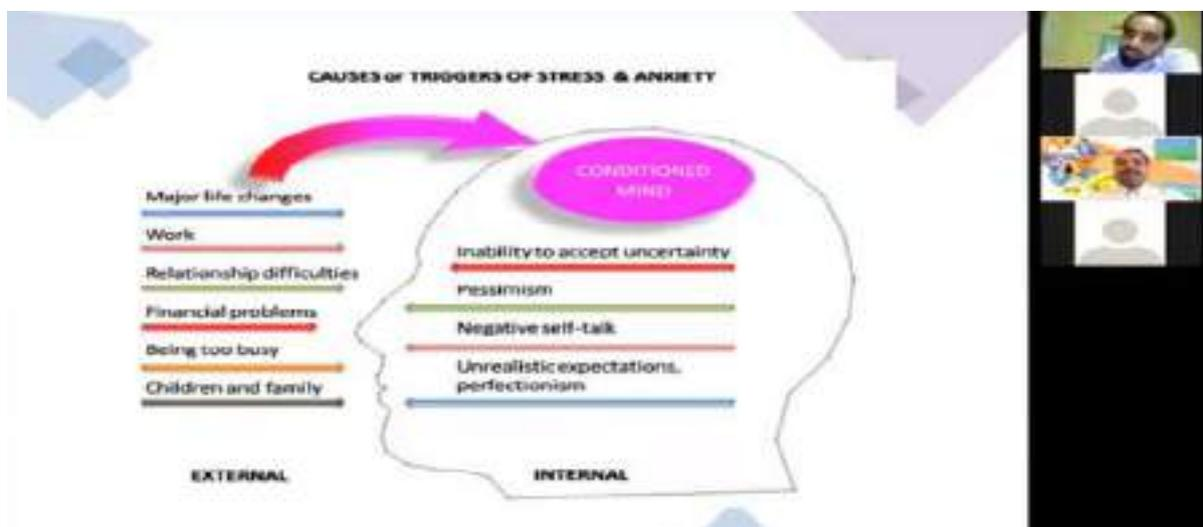 CAUSES or TRIGGERS OF STRESS & ANXIETY
CONDITIONED
MIND
Major life changes
Work
Relationship difficulties
Financial problems
Being too busy
Children and family
Inability to accept uncertainty
Pessimism
Negative self-talk
Unrealistic expectations,
perfectionism
EXTERNAL
INTERNAL